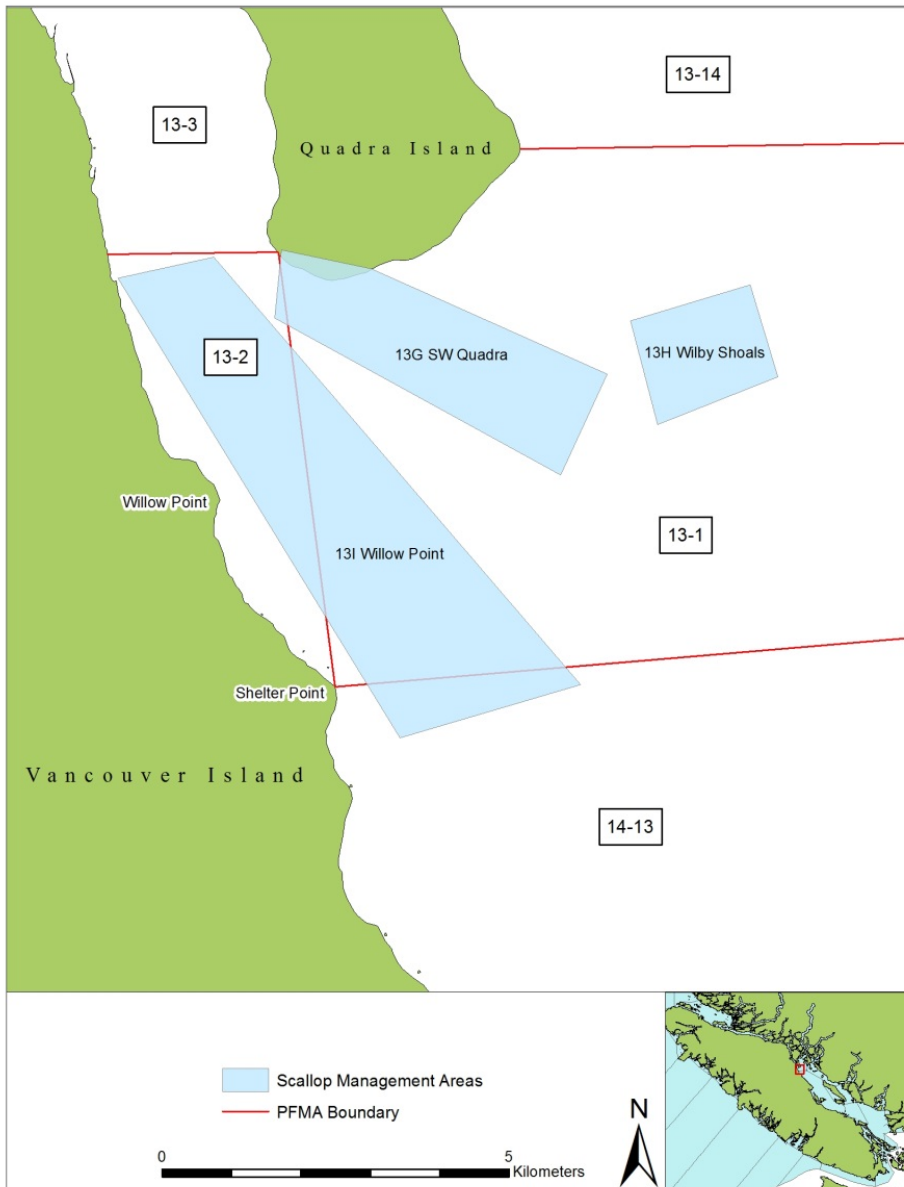 13-14
13-3
Quadra Island
13-2
13G SW Quadra
13H Wilby Shoals
Willow Point
13-1
13I Willow Point
Shelter Point
Vancouver Island
14-13
Scallop Management Areas
PFMA Boundary
N
0 5
Kilometers